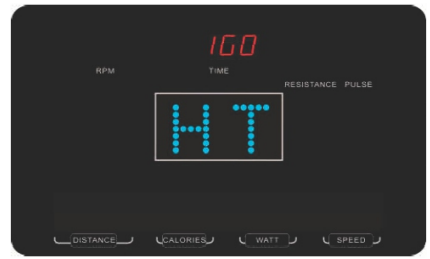 160
RPM TIME
RESISTANCE PULSE
HT
DISTANCE CALORIES WATT SPEED